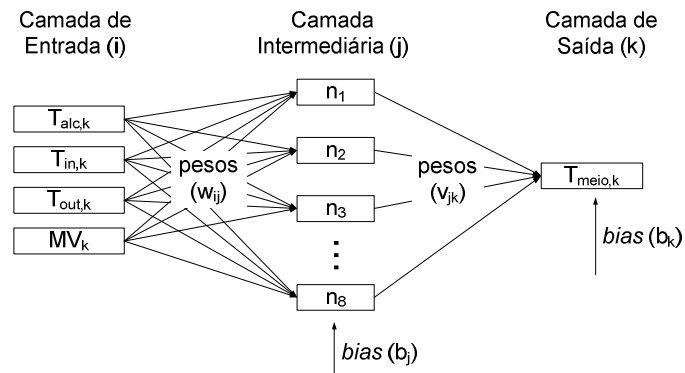 Camada de
Entrada (i)
Camada
Intermediária (j)
Camada de
Saída (k)
T_alc,k
T_in,k
T_out,k
MV_k
pesos
(w_ij)
n_1
n_2
n_3
n_8
bias (b_j)
pesos
(v_jk)
T_meio,k
bias (b_k)